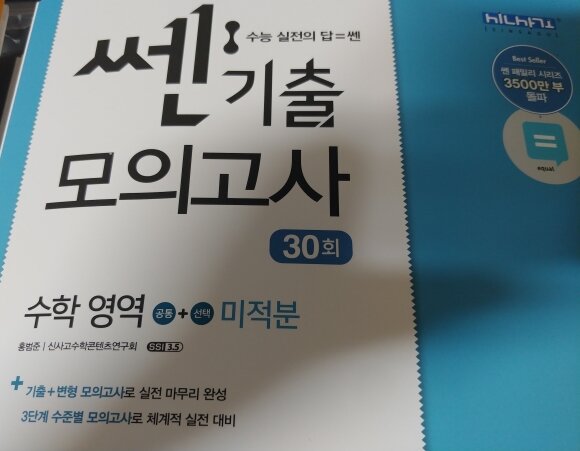 수능 실전의 답=쎈
쎈
기출
모의고사
30회
수학 영역 공통 + 선택 미적분
홍범준 | 신사고수학콘텐츠연구회 SSI 3.5
+ 기출+변형 모의고사로 실전 마무리 완성
3단계 수준별 모의고사로 체계적 실전 대비
Best Seller
쎈 패밀리 시리즈
3500만 부
돌파
=
equal